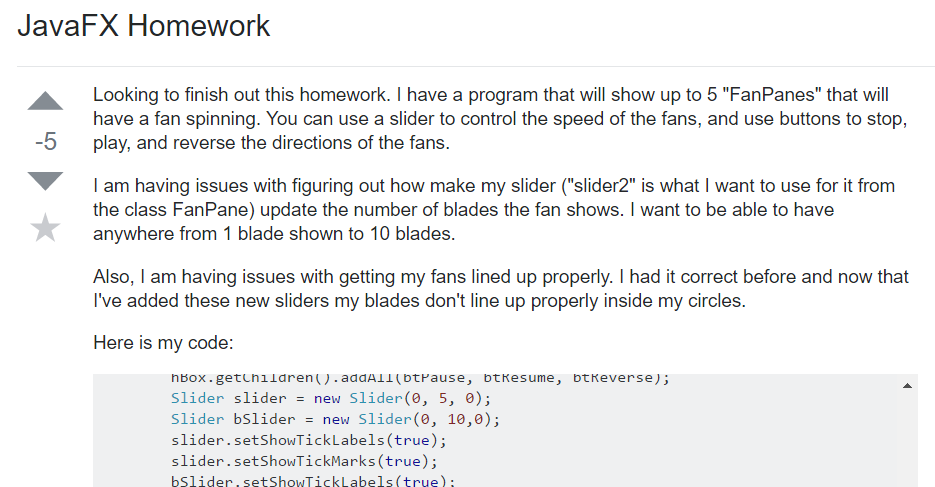 JavaFX Homework
Looking to finish out this homework. I have a program that will show up to 5 "FanPanes" that will
have a fan spinning. You can use a slider to control the speed of the fans, and use buttons to stop,
-5
play, and reverse the directions of the fans.
I am having issues with figuring out how make my slider ("slider2" is what I want to use for it from
the class FanPane) update the number of blades the fan shows. I want to be able to have
anywhere from 1 blade shown to 10 blades.
Also, I am having issues with getting my fans lined up properly. I had it correct before and now that
I've added these new sliders my blades don't line up properly inside my circles.
Here is my code:
hBox.getChildren().addAll(btPause, btResume, btReverse);
Slider slider = new Slider(0, 5, 0);
Slider bSlider = new Slider(0, 10,0);
slider.setShowTickLabels(true);
slider.setShowTickMarks(true);
bSlider.setShowTickLabels(true);